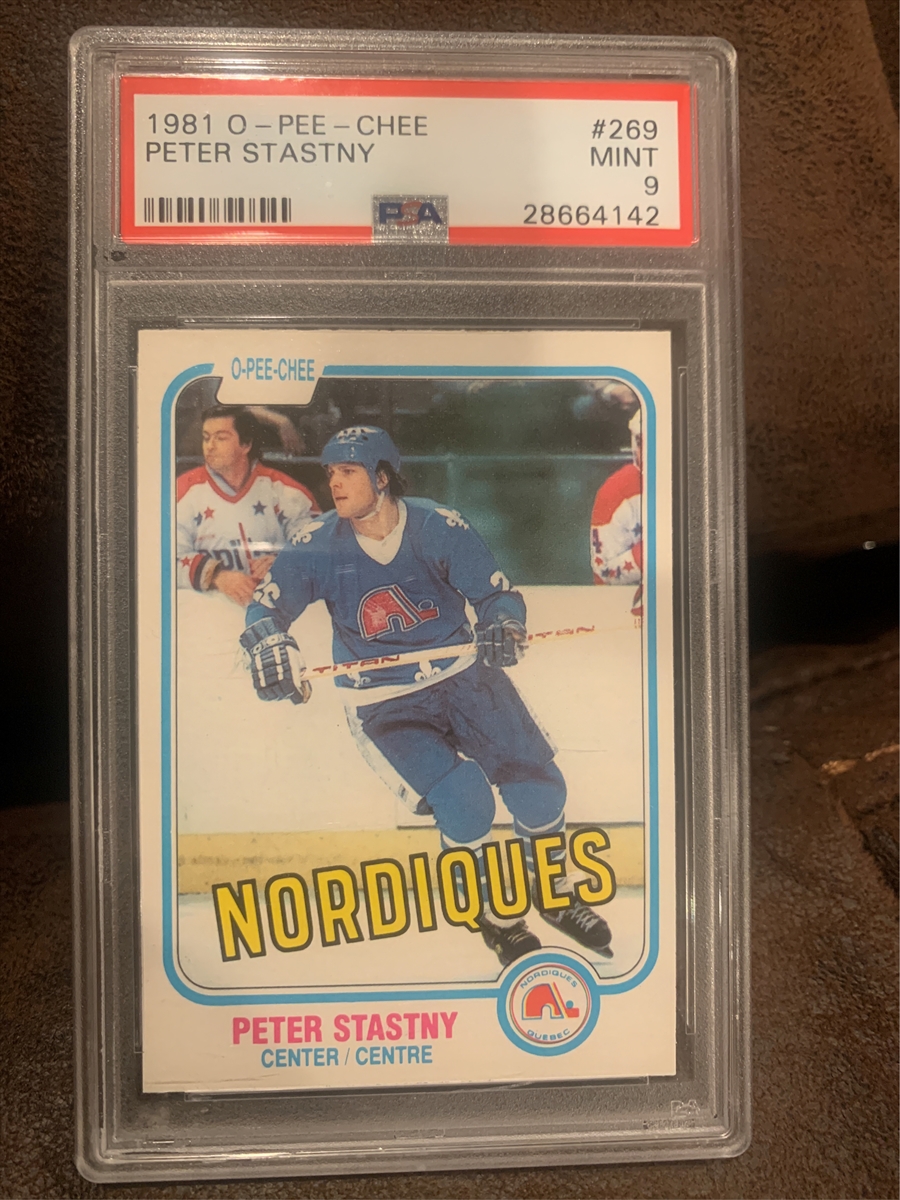 1981 O-PEE-CHEE
PETER STASTNY
#269
MINT
9
28664142
PSA
O-PEE-CHEE
TITAN
TITAN
NORDIQUES
NORDIQUES
QUEBEC
PETER STASTNY
CENTER / CENTRE